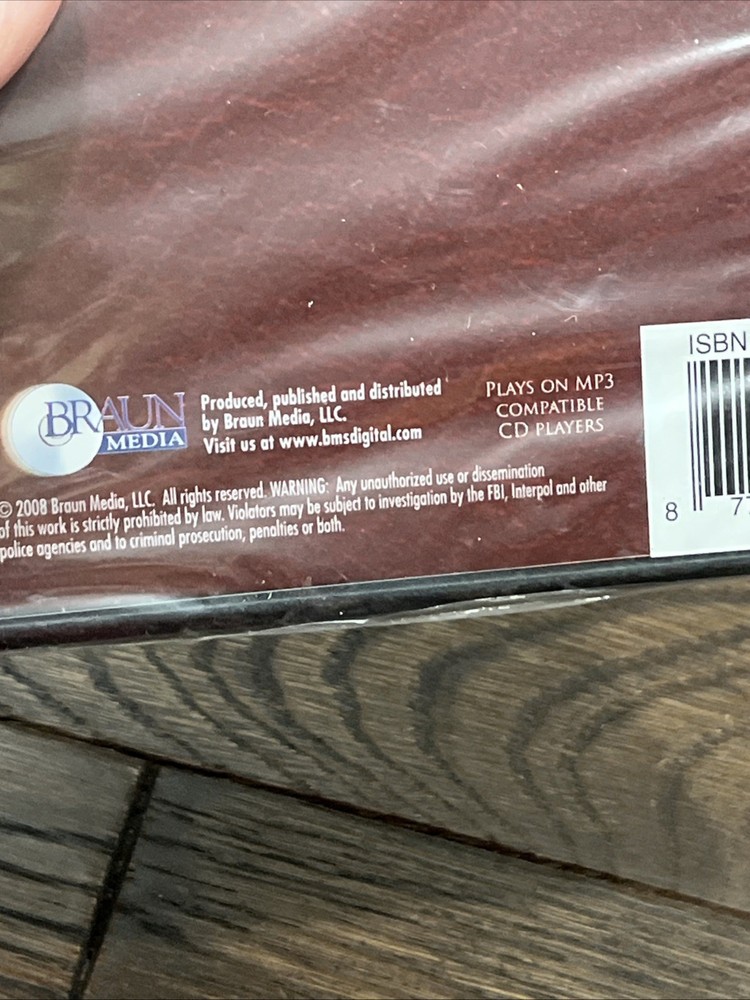 BRAUN
MEDIA
Produced, published and distributed
by Braun Media, LLC.
Visit us at www.bmsdigital.com
PLAYS ON MP3
COMPATIBLE
CD PLAYERS
© 2008 Braun Media, LLC. All rights reserved. WARNING: Any unauthorized use or dissemination
of this work is strictly prohibited by law. Violators may be subject to investigation by the FBI, Interpol and other
police agencies and to criminal prosecution, penalties or both.
ISBN
8 7